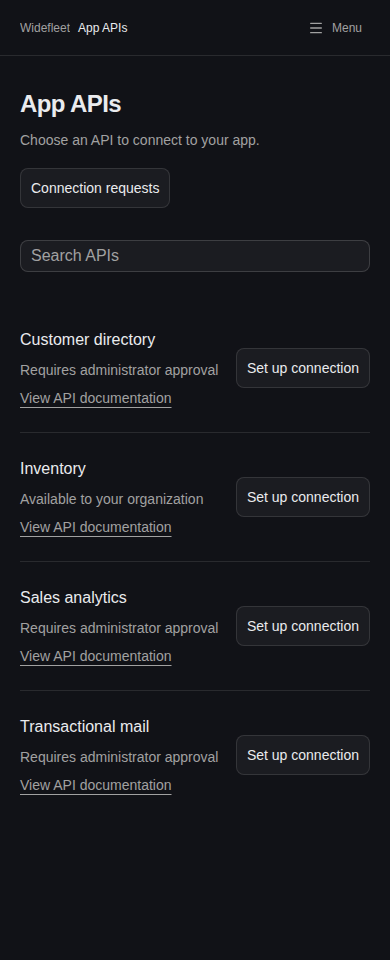 Widefleet App APIs Menu
App APIs
Choose an API to connect to your app.
Connection requests
Search APIs
Customer directory
Requires administrator approval
View API documentation
Set up connection
Inventory
Available to your organization
View API documentation
Set up connection
Sales analytics
Requires administrator approval
View API documentation
Set up connection
Transactional mail
Requires administrator approval
View API documentation
Set up connection